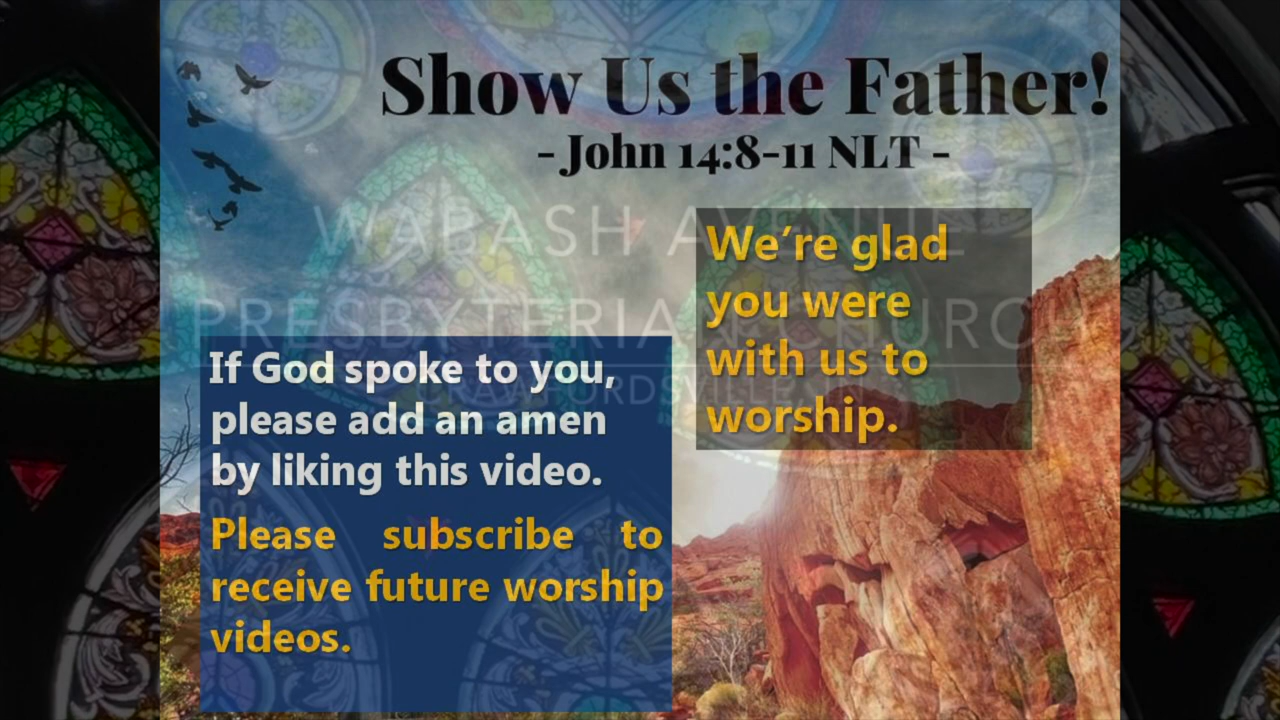 Show Us the Father!
- John 14:8-11 NLT -
WABASH AVENUE
PRESBYTERIAN CHURCH
CRAWFORDSVILLE, IN
We’re glad
you were
with us to
worship.
If God spoke to you,
please add an amen
by liking this video.
Please subscribe to
receive future worship
videos.